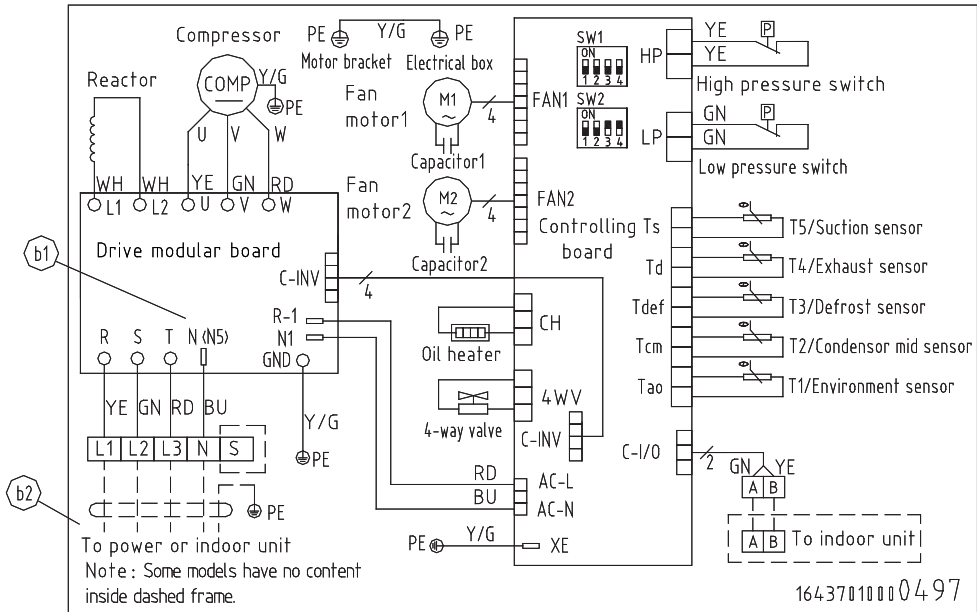 Compressor
Reactor
COMP
Y/G
PE
U
V
W
WH
WH
YE
GN
RD
L1
L2
U
V
W
Drive modular board
b1
C-INV
4
R-1
N1
GND
R
S
T
N (N5)
YE
GN
RD
BU
Y/G
PE
L1
L2
L3
N
S
b2
PE
To power or indoor unit
Note: Some models have no content
inside dashed frame.
PE
Y/G
PE
Motor bracket
Electrical box
Fan
motor1
M1
~
4
FAN1
Capacitor1
Fan
motor2
M2
~
4
FAN2
Capacitor2
Controlling
board
CH
Oil heater
4WV
4-way valve
C-INV
RD
AC-L
BU
AC-N
PE
Y/G
XE
SW1
ON
1 2 3 4
SW2
ON
1 2 3 4
HP
YE
YE
P
High pressure switch
LP
GN
GN
P
Low pressure switch
Ts
T5/Suction sensor
Td
T4/Exhaust sensor
Tdef
T3/Defrost sensor
Tcm
T2/Condensor mid sensor
Tao
T1/Environment sensor
C-I/O
2
GN
YE
A B
A B
To indoor unit
16437010000497